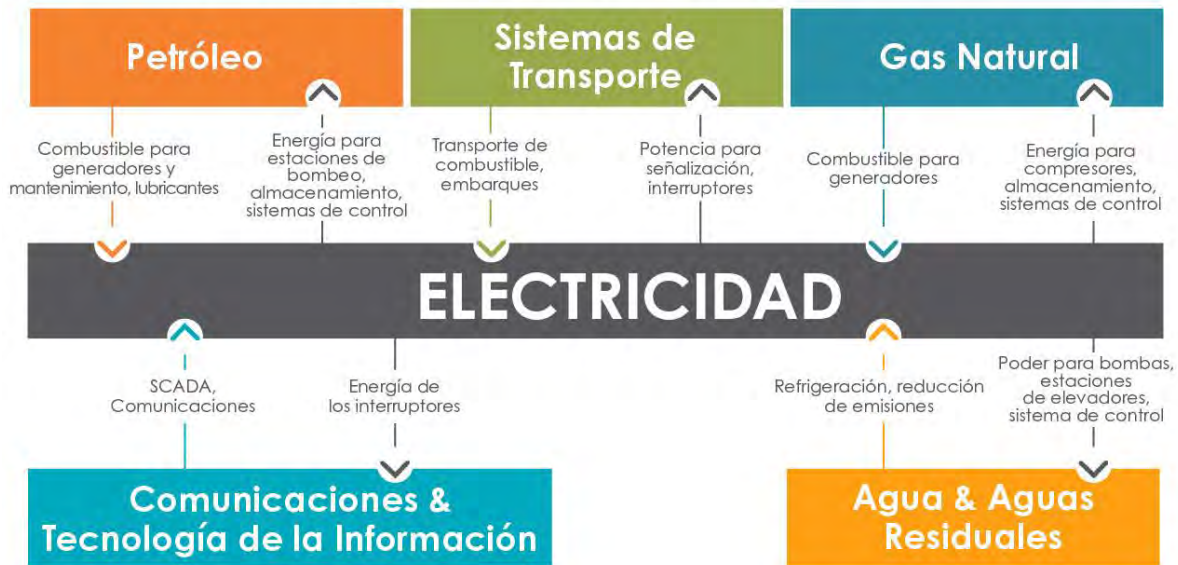 Petróleo
Sistemas de
Transporte
Gas Natural
Combustible para
generadores y
mantenimiento, lubricantes
Energía para
estaciones de
bombeo,
almacenamiento,
sistemas de control
Transporte de
combustible,
embarques
Potencia para
señalización,
interruptores
Combustible para
generadores
Energía para
compresores,
almacenamiento,
sistemas de control
ELECTRICIDAD
SCADA,
Comunicaciones
Energía de
los interruptores
Refrigeración, reducción
de emisiones
Poder para bombas,
estaciones
de elevadores,
sistema de control
Comunicaciones &
Tecnología de la Información
Agua & Aguas
Residuales